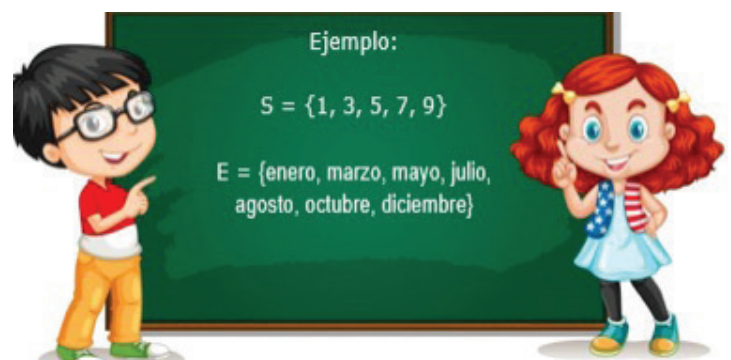 Ejemplo:
S = {1, 3, 5, 7, 9}
E = {enero, marzo, mayo, julio,
agosto, octubre, diciembre}